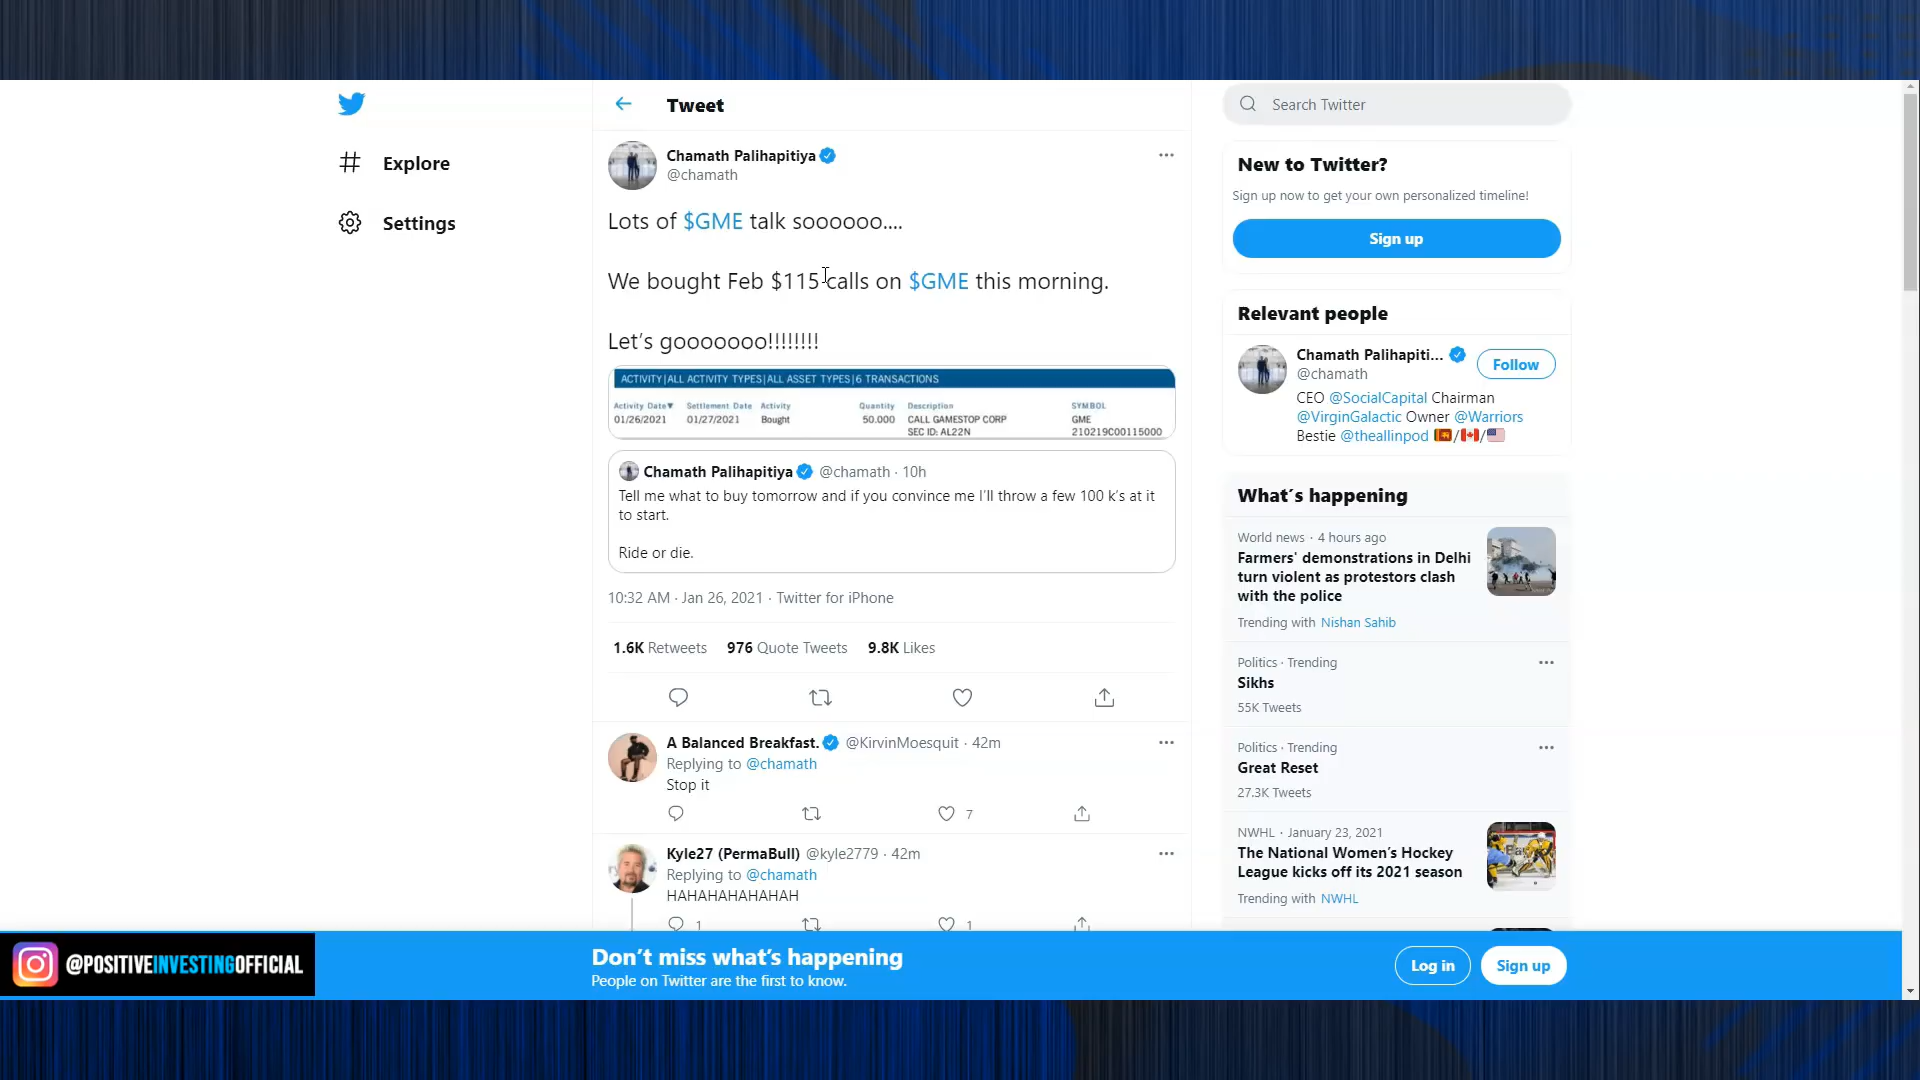 Explore
Settings
Tweet
Chamath Palihapitiya
@chamath
Lots of $GME talk soooooo....
We bought Feb $115 calls on $GME this morning.
Let's gooooooo!!!!!!!!
ACTIVITY|ALL ACTIVITY TYPES|ALL ASSET TYPES|6 TRANSACTIONS
Activity Date▼ Settlement Date Activity Quantity Description SYMBOL
01/26/2021 01/27/2021 Bought 50.000 CALL GAMESTOP CORP GME
SEC ID: AL22N 210219C00115000
Chamath Palihapitiya @chamath · 10h
Tell me what to buy tomorrow and if you convince me I'll throw a few 100 k's at it
to start.
Ride or die.
10:32 AM · Jan 26, 2021 · Twitter for iPhone
1.6K Retweets 976 Quote Tweets 9.8K Likes
A Balanced Breakfast. @KirvinMoesquit · 42m
Replying to @chamath
Stop it
7
Kyle27 (PermaBull) @kyle2779 · 42m
Replying to @chamath
HAHAHAHAHAHAH
1 1
Search Twitter
New to Twitter?
Sign up now to get your own personalized timeline!
Sign up
Relevant people
Chamath Palihapiti...
@chamath
Follow
CEO @SocialCapital Chairman
@VirginGalactic Owner @Warriors
Bestie @theallinpod 🇱🇰/🇨🇦/🇺🇸
What's happening
World news · 4 hours ago
Farmers' demonstrations in Delhi
turn violent as protestors clash
with the police
Trending with Nishan Sahib
Politics · Trending
Sikhs
55K Tweets
Politics · Trending
Great Reset
27.3K Tweets
NWHL · January 23, 2021
The National Women's Hockey
League kicks off its 2021 season
Trending with NWHL
@POSITIVEINVESTINGOFFICIAL
Don't miss what's happening
People on Twitter are the first to know.
Log in
Sign up